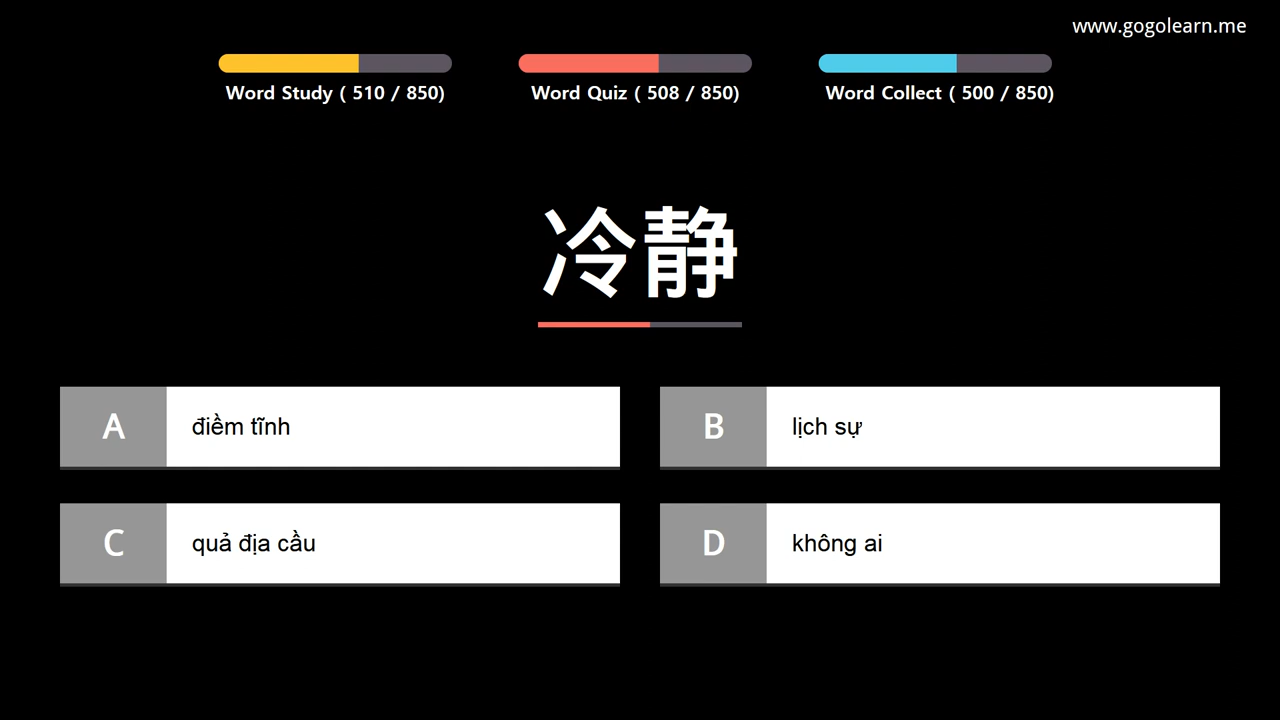 www.gogolearn.me
Word Study ( 510 / 850)
Word Quiz ( 508 / 850)
Word Collect ( 500 / 850)
冷静
A điềm tĩnh
B lịch sự
C quả địa cầu
D không ai